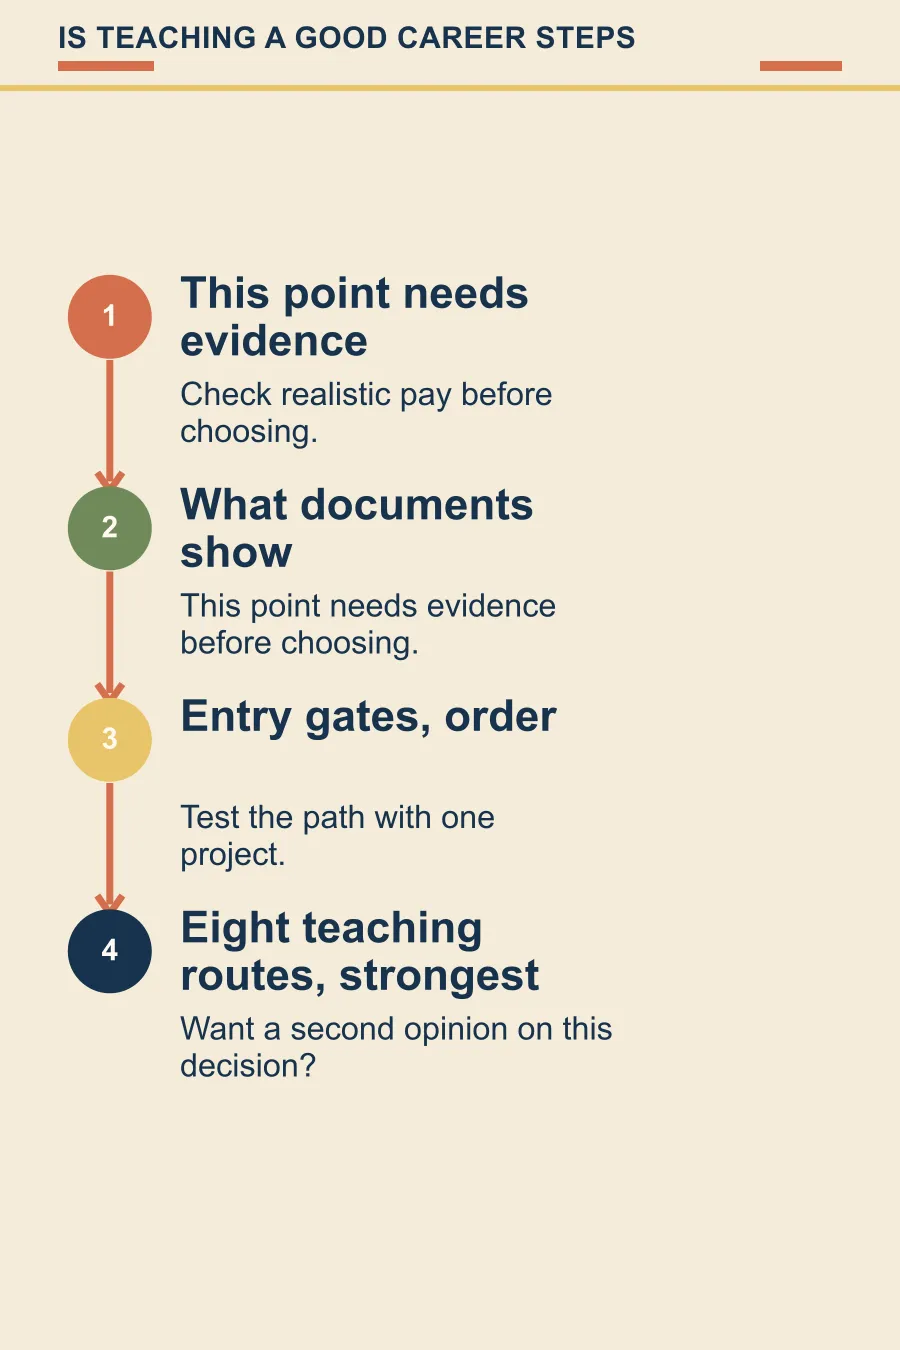 IS TEACHING A GOOD CAREER STEPS
1
This point needs
evidence
Check realistic pay before
choosing.
2
What documents
show
This point needs evidence
before choosing.
3
Entry gates, order
Test the path with one
project.
4
Eight teaching
routes, strongest
Want a second opinion on this
decision?